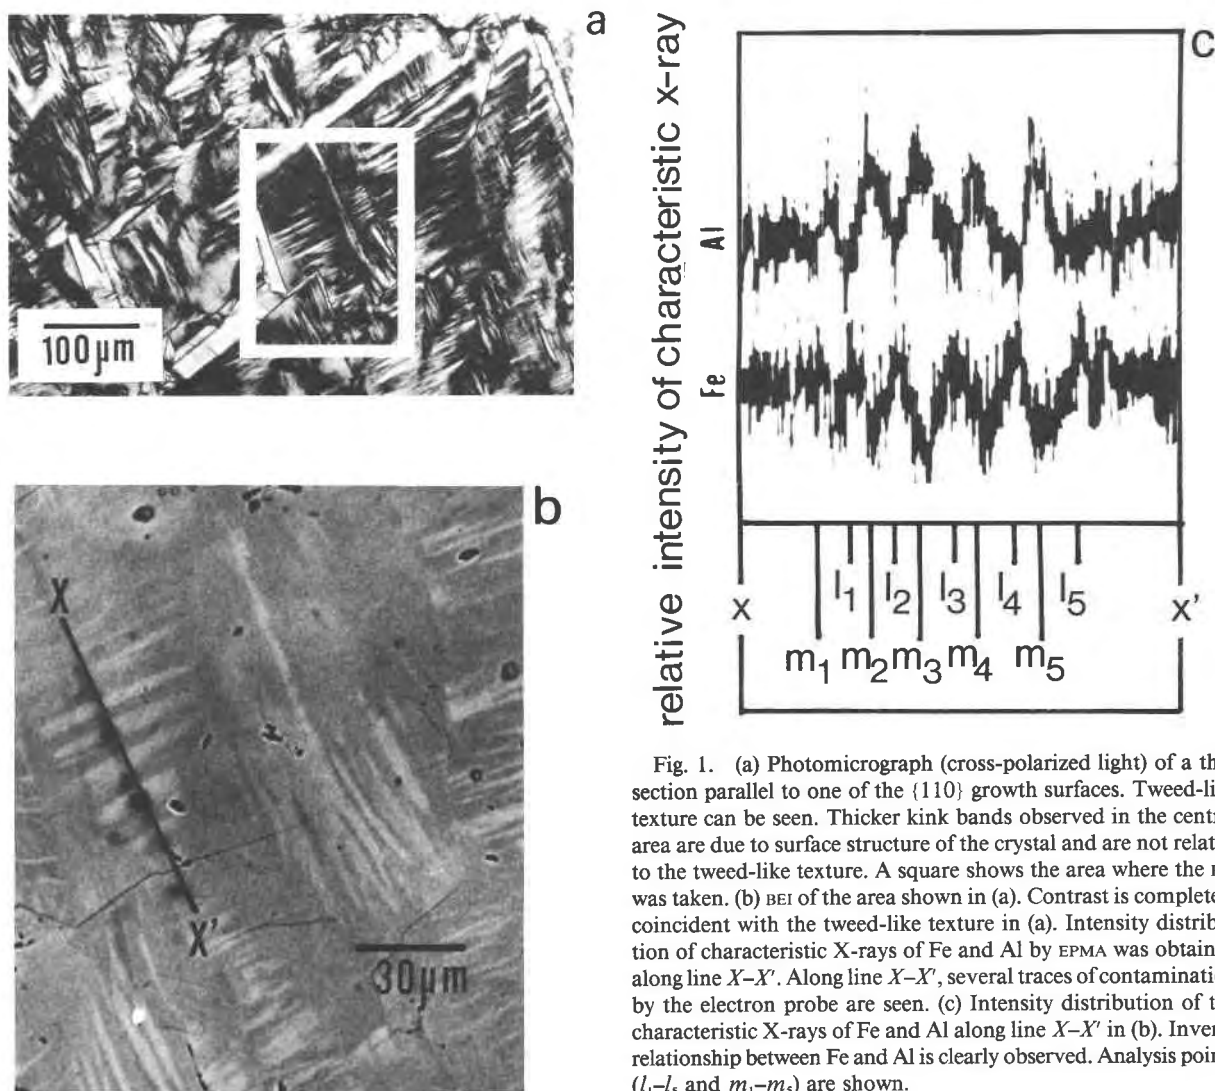 a
100μm
b
X
X'
30μm
relative intensity of characteristic x-ray
c
Al
Fe
x
l1 l2 l3 l4 l5
x'
m1 m2 m3 m4 m5
Fig. 1. (a) Photomicrograph (cross-polarized light) of a th
section parallel to one of the {110} growth surfaces. Tweed-li
texture can be seen. Thicker kink bands observed in the centr
area are due to surface structure of the crystal and are not relat
to the tweed-like texture. A square shows the area where the
was taken. (b) BEI of the area shown in (a). Contrast is complete
coincident with the tweed-like texture in (a). Intensity distrib
tion of characteristic X-rays of Fe and Al by EPMA was obtain
along line X–X'. Along line X–X', several traces of contaminati
by the electron probe are seen. (c) Intensity distribution of t
characteristic X-rays of Fe and Al along line X–X' in (b). Inver
relationship between Fe and Al is clearly observed. Analysis poin
(l1–l5 and m1–m5) are shown.